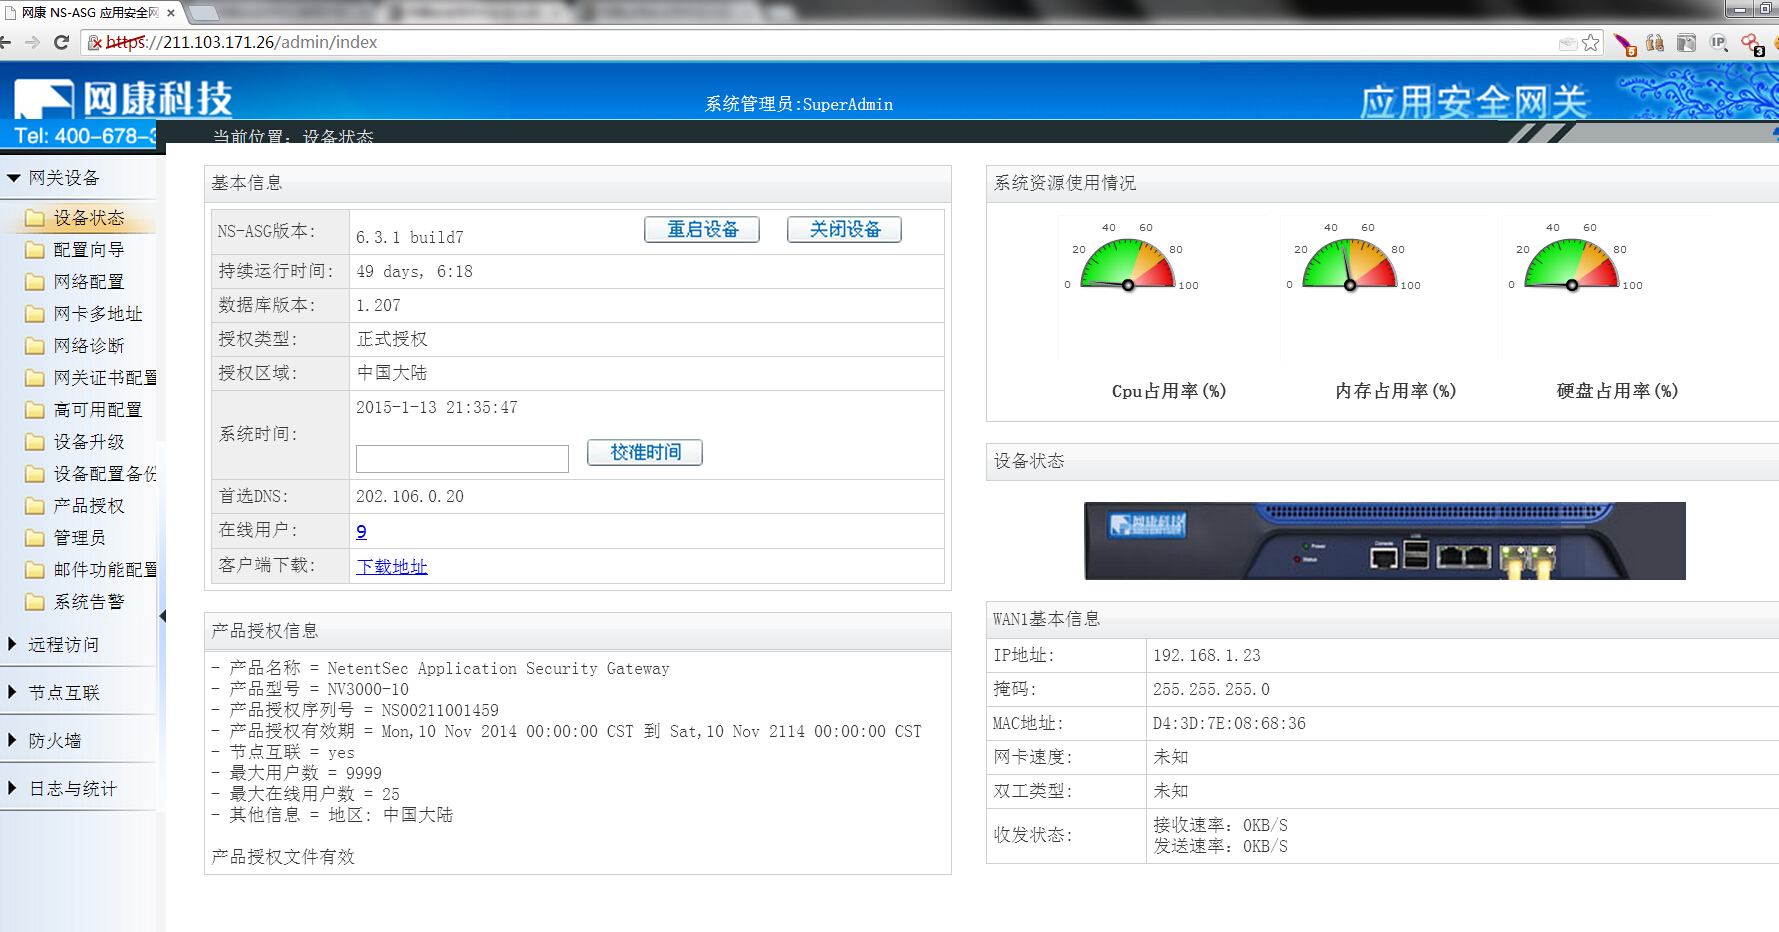 网康 NS-ASG 应用安全网
https://211.103.171.26/admin/index
网康科技
Tel: 400-678-3
系统管理员:SuperAdmin
应用安全网关
当前位置: 设备状态
网关设备
设备状态
配置向导
网络配置
网卡多地址
网络诊断
网关证书配置
高可用配置
设备升级
设备配置备份
产品授权
管理员
邮件功能配置
系统告警
远程访问
节点互联
防火墙
日志与统计
基本信息
NS-ASG版本: 6.3.1 build7 重启设备 关闭设备
持续运行时间: 49 days, 6:18
数据库版本: 1.207
授权类型: 正式授权
授权区域: 中国大陆
系统时间: 2015-1-13 21:35:47
校准时间
首选DNS: 202.106.0.20
在线用户: 9
客户端下载: 下载地址
产品授权信息
- 产品名称 = NetentSec Application Security Gateway
- 产品型号 = NV3000-10
- 产品授权序列号 = NS00211001459
- 产品授权有效期 = Mon,10 Nov 2014 00:00:00 CST 到 Sat,10 Nov 2114 00:00:00 CST
- 节点互联 = yes
- 最大用户数 = 9999
- 最大在线用户数 = 25
- 其他信息 = 地区: 中国大陆
产品授权文件有效
系统资源使用情况
0 20 40 60 80 100
0 20 40 60 80 100
0 20 40 60 80 100
Cpu占用率(%) 内存占用率(%) 硬盘占用率(%)
设备状态
网康科技
Power
Status
Console
WAN1基本信息
IP地址: 192.168.1.23
掩码: 255.255.255.0
MAC地址: D4:3D:7E:08:68:36
网卡速度: 未知
双工类型: 未知
收发状态: 接收速率: 0KB/S
发送速率: 0KB/S